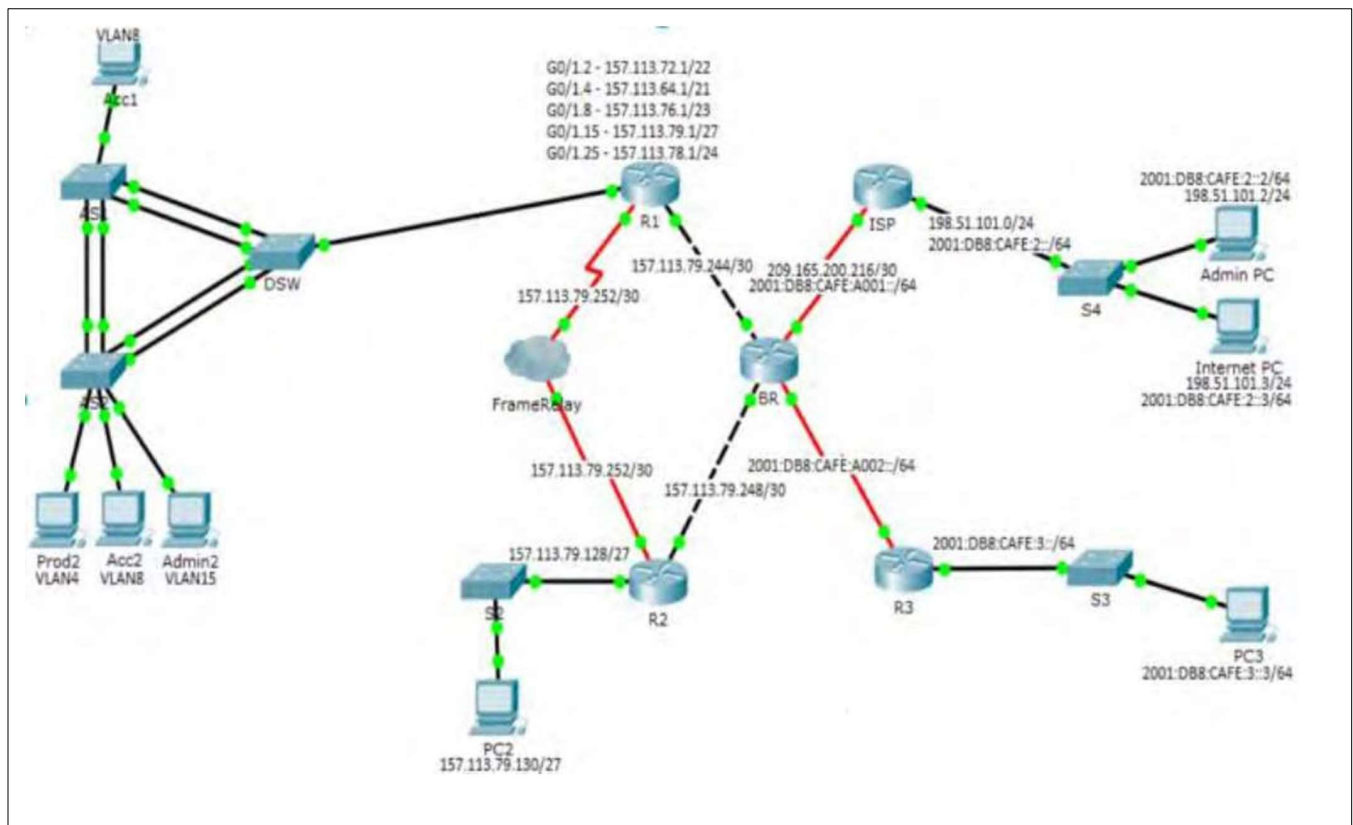 VLAN8
Acc1
G0/1.2 - 157.113.72.1/22
G0/1.4 - 157.113.64.1/21
G0/1.8 - 157.113.76.1/23
G0/1.15 - 157.113.79.1/27
G0/1.25 - 157.113.78.1/24
AS1
DSW
R1
ISP
198.51.101.0/24
2001:DB8:CAFE:2::/64
2001:DB8:CAFE:2::2/64
198.51.101.2/24
Admin PC
S4
157.113.79.244/30
209.165.200.216/30
2001:DB8:CAFE:A001::/64
157.113.79.252/30
Internet PC
198.51.101.3/24
2001:DB8:CAFE:2::3/64
AS2
FrameRelay
BR
157.113.79.252/30
2001:DB8:CAFE:A002::/64
157.113.79.248/30
Prod2
VLAN4
Acc2
VLAN8
Admin2
VLAN15
157.113.79.128/27
S2
R2
2001:DB8:CAFE:3::/64
R3
S3
PC3
2001:DB8:CAFE:3::3/64
PC2
157.113.79.130/27